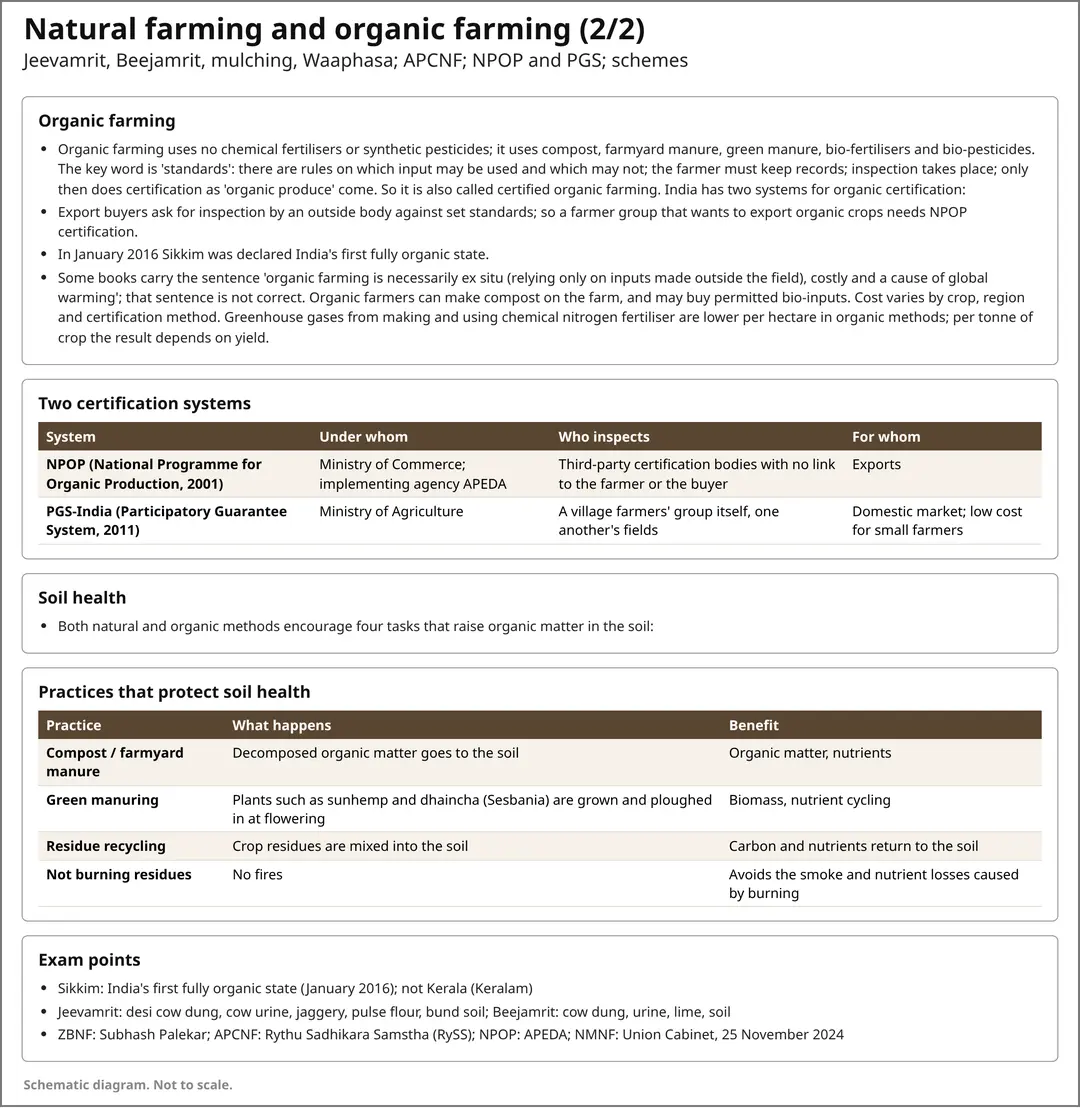 Natural farming and organic farming (2/2)
Jeevamrit, Beejamrit, mulching, Waaphasa; APCNF; NPOP and PGS; schemes
Organic farming
• Organic farming uses no chemical fertilisers or synthetic pesticides; it uses compost, farmyard manure, green manure, bio-fertilisers and bio-pesticides.
The key word is 'standards': there are rules on which input may be used and which may not; the farmer must keep records; inspection takes place; only
then does certification as 'organic produce' come. So it is also called certified organic farming. India has two systems for organic certification:
• Export buyers ask for inspection by an outside body against set standards; so a farmer group that wants to export organic crops needs NPOP
certification.
• In January 2016 Sikkim was declared India's first fully organic state.
• Some books carry the sentence 'organic farming is necessarily ex situ (relying only on inputs made outside the field), costly and a cause of global
warming'; that sentence is not correct. Organic farmers can make compost on the farm, and may buy permitted bio-inputs. Cost varies by crop, region
and certification method. Greenhouse gases from making and using chemical nitrogen fertiliser are lower per hectare in organic methods; per tonne of
crop the result depends on yield.
Two certification systems
System Under whom Who inspects For whom
NPOP (National Programme for Ministry of Commerce; Third-party certification bodies with no link Exports
Organic Production, 2001) implementing agency APEDA to the farmer or the buyer
PGS-India (Participatory Guarantee Ministry of Agriculture A village farmers' group itself, one Domestic market; low cost
System, 2011) another's fields for small farmers
Soil health
• Both natural and organic methods encourage four tasks that raise organic matter in the soil:
Practices that protect soil health
Practice What happens Benefit
Compost / farmyard Decomposed organic matter goes to the soil Organic matter, nutrients
manure
Green manuring Plants such as sunhemp and dhaincha (Sesbania) are grown and ploughed Biomass, nutrient cycling
in at flowering
Residue recycling Crop residues are mixed into the soil Carbon and nutrients return to the soil
Not burning residues No fires Avoids the smoke and nutrient losses caused
by burning
Exam points
• Sikkim: India's first fully organic state (January 2016); not Kerala (Keralam)
• Jeevamrit: desi cow dung, cow urine, jaggery, pulse flour, bund soil; Beejamrit: cow dung, urine, lime, soil
• ZBNF: Subhash Palekar; APCNF: Rythu Sadhikara Samstha (RySS); NPOP: APEDA; NMNF: Union Cabinet, 25 November 2024
Schematic diagram. Not to scale.